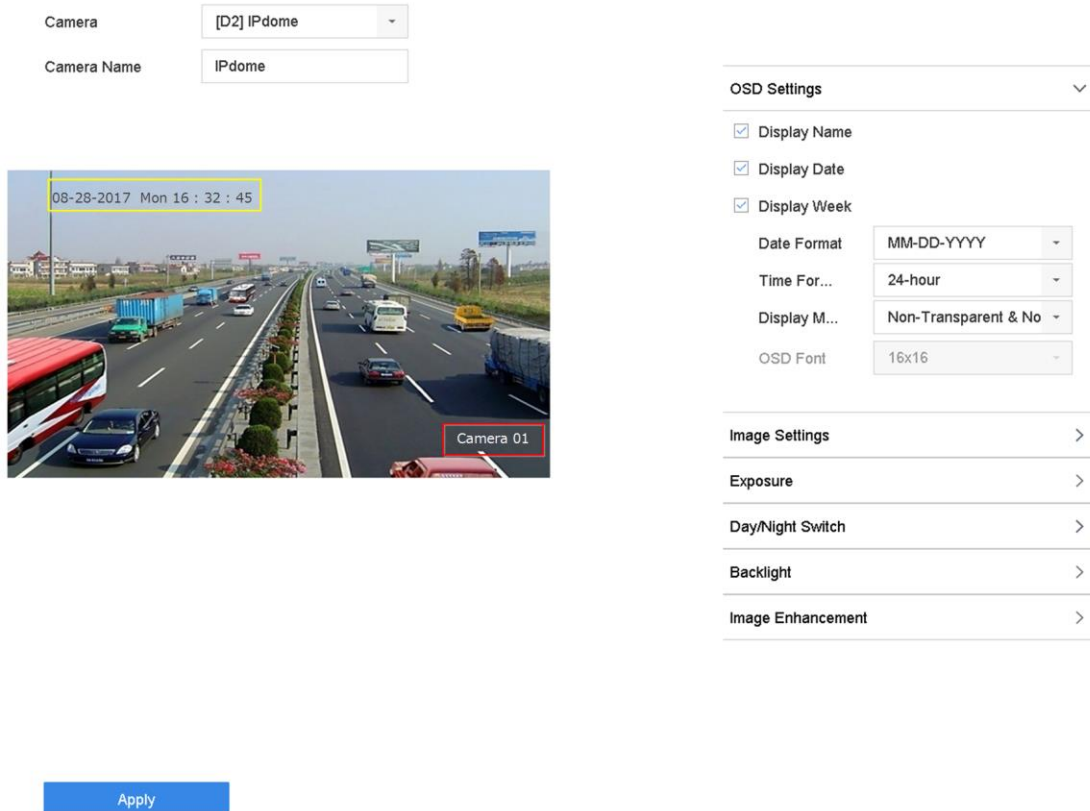 Camera
[D2] IPdome
Camera Name
IPdome
08-28-2017 Mon 16 : 32 : 45
Camera 01
OSD Settings
Display Name
Display Date
Display Week
Date Format
MM-DD-YYYY
Time For...
24-hour
Display M...
Non-Transparent & No
OSD Font
16x16
Image Settings
Exposure
Day/Night Switch
Backlight
Image Enhancement
Apply